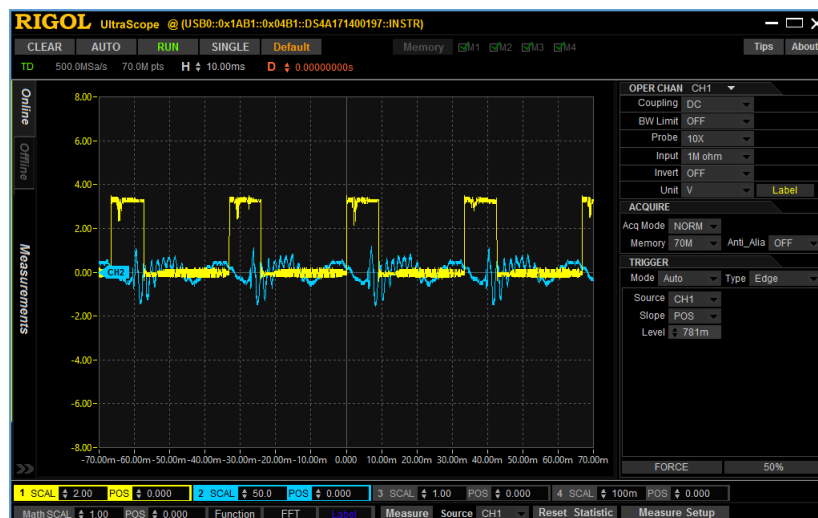 RIGOL UltraScope @ (USB0::0x1AB1::0x04B1::DS4A171400197::INSTR)
CLEAR AUTO RUN SINGLE Default Memory M1 M2 M3 M4 Tips About
TD 500.0MSa/s 70.0M pts H 10.00ms D 0.00000000s
Online
Offline
Measurements
8.00
6.00
4.00
2.00
0.00
-2.00
-4.00
-6.00
-8.00
CH2
-70.00m -60.00m -50.00m -40.00m -30.00m -20.00m -10.00m 0.000 10.00m 20.00m 30.00m 40.00m 50.00m 60.00m 70.00m
OPER CHAN CH1
Coupling DC
BW Limit OFF
Probe 10X
Input 1M ohm
Invert OFF
Unit V Label
ACQUIRE
Acq Mode NORM
Memory 70M Anti_Alia OFF
TRIGGER
Mode Auto Type Edge
Source CH1
Slope POS
Level 781m
FORCE 50%
1 SCAL 2.00 POS 0.000 2 SCAL 50.0 POS 0.000 3 SCAL 1.00 POS 0.000 4 SCAL 100m POS 0.000
Math SCAL 1.00 POS 0.000 Function FFT Label Measure Source CH1 Reset Statistic Measure Setup